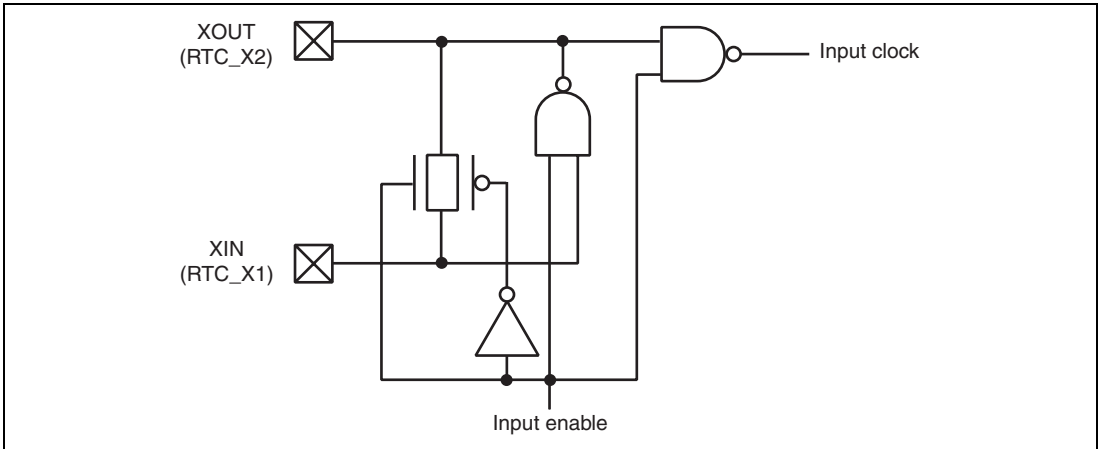 XOUT
(RTC_X2)
Input clock
XIN
(RTC_X1)
Input enable